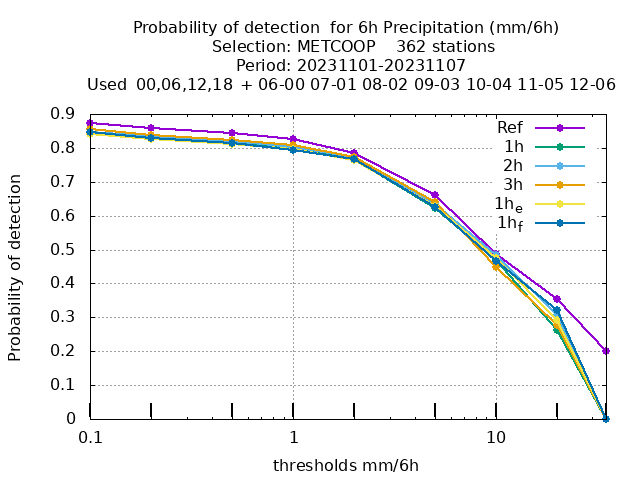 Probability of detection  for 6h Precipitation (mm/6h)
Selection: METCOOP    362 stations
Period: 20231101-20231107
Used  00,06,12,18  + 06-00 07-01 08-02 09-03 10-04 11-05 12-06
0.9
0.8
0.7
0.6
0.5
0.4
0.3
0.2
0.1
0
Probability of detection
Ref
1h
2h
3h
1he
1hf
0.1 1 10
thresholds mm/6h